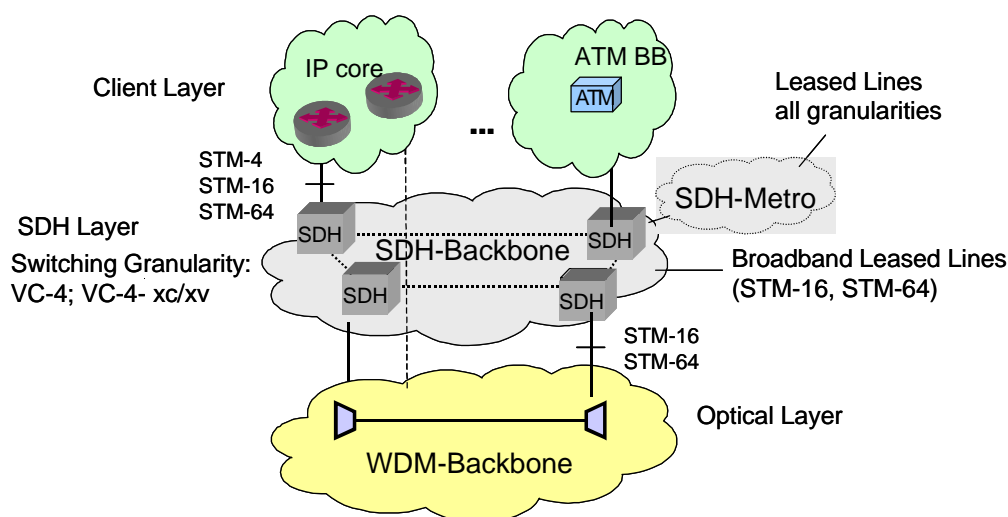 ATM BB
IP core
Client Layer
ATM
Leased Lines
all granularities
...
STM-4
STM-16
STM-64
SDH-Metro
SDH Layer
SDH
SDH-Backbone
SDH
Switching Granularity:
VC-4; VC-4- xc/xv
SDH
SDH
Broadband Leased Lines
(STM-16, STM-64)
STM-16
STM-64
Optical Layer
WDM-Backbone